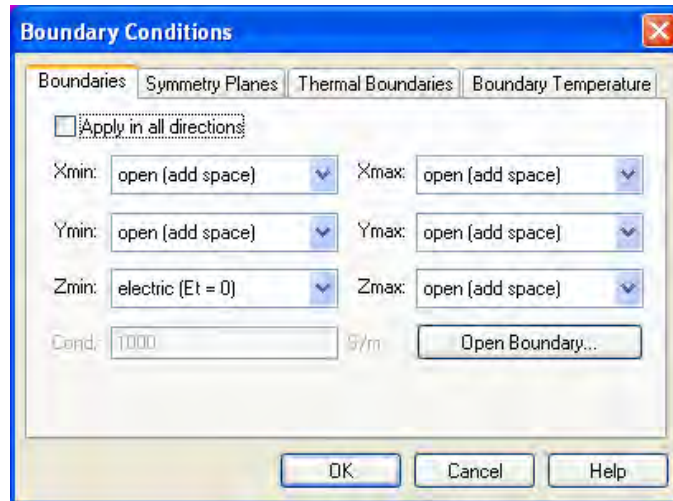 Boundary Conditions
Boundaries Symmetry Planes Thermal Boundaries Boundary Temperature
Apply in all directions
Xmin: open (add space) Xmax: open (add space)
Ymin: open (add space) Ymax: open (add space)
Zmin: electric (Et = 0) Zmax: open (add space)
Cond. 1000 S/m Open Boundary...
OK Cancel Help